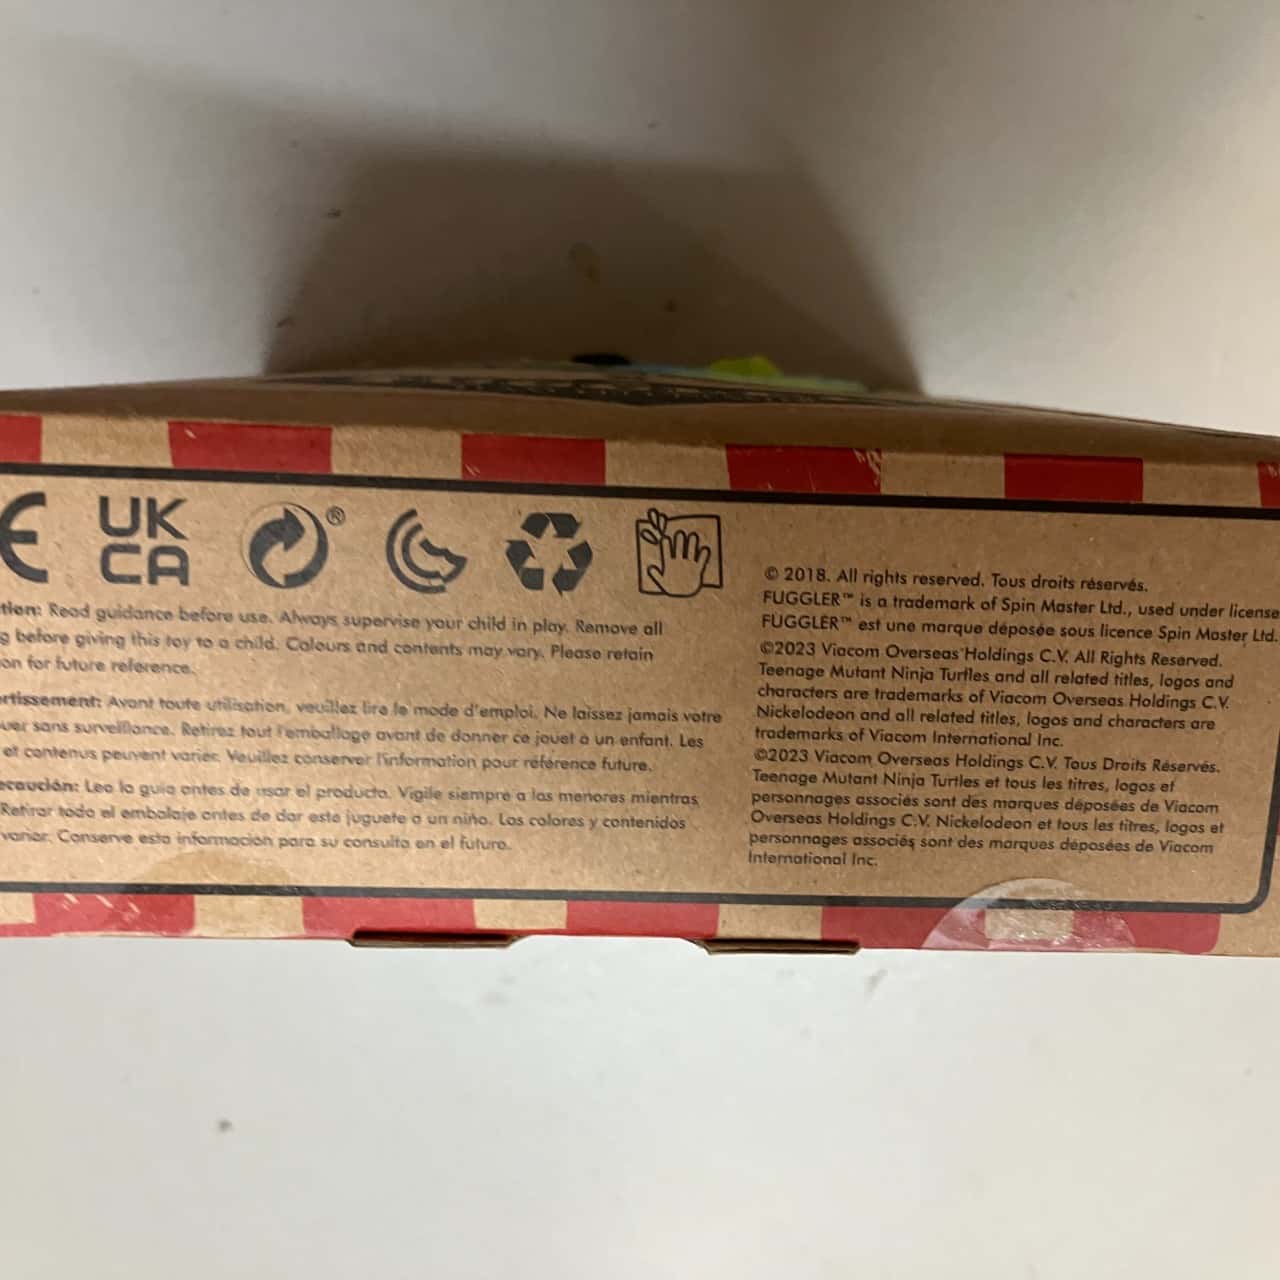 CE
UK
CA
®
tion: Read guidance before use. Always supervise your child in play. Remove all
g before giving this toy to a child. Colours and contents may vary. Please retain
on for future reference.
rtissement: Avant toute utilisation, veuillez lire le mode d'emploi. Ne laissez jamais votre
uer sans surveillance. Retirez tout l'emballage avant de donner ce jouet à un enfant. Les
et contenus peuvent varier. Veuillez conserver l'information pour référence future.
ecaución: Lea la guía antes de usar el producto. Vigile siempre a los menores mientras
Retirar todo el embalaje antes de dar este juguete a un niño. Los colores y contenidos
variar. Conserve esta información para su consulta en el futuro.
© 2018. All rights reserved. Tous droits réservés.
FUGGLER™ is a trademark of Spin Master Ltd., used under license
FUGGLER™ est une marque déposée sous licence Spin Master Ltd.
©2023 Viacom Overseas Holdings C.V. All Rights Reserved.
Teenage Mutant Ninja Turtles and all related titles, logos and
characters are trademarks of Viacom Overseas Holdings C.V.
Nickelodeon and all related titles, logos and characters are
trademarks of Viacom International Inc.
©2023 Viacom Overseas Holdings C.V. Tous Droits Réservés.
Teenage Mutant Ninja Turtles et tous les titres, logos et
personnages associés sont des marques déposées de Viacom
Overseas Holdings C.V. Nickelodeon et tous les titres, logos et
personnages associés sont des marques déposées de Viacom
International Inc.